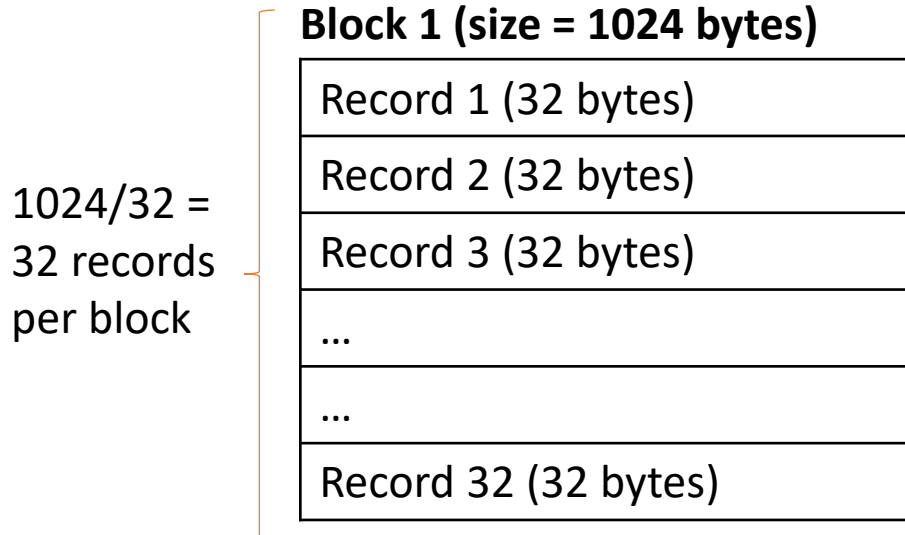 Block 1 (size = 1024 bytes)
Record 1 (32 bytes)
Record 2 (32 bytes)
Record 3 (32 bytes)
...
...
Record 32 (32 bytes)
1024/32 =
32 records
per block